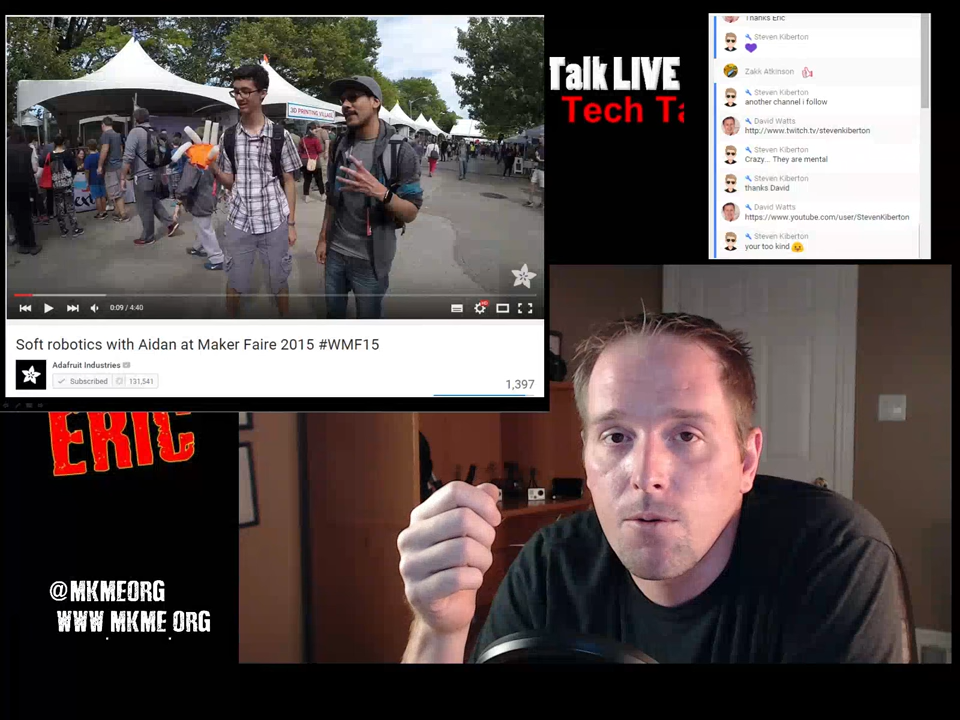 3D PRINTING VILLAGE
0:09 / 4:40
HD
Soft robotics with Aidan at Maker Faire 2015 #WMF15
Adafruit Industries
Subscribed
131,541
1,397
Talk LIVE
Tech Ta
Thanks Eric
Steven Kiberton
Zakk Atkinson
Steven Kiberton
another channel i follow
David Watts
http://www.twitch.tv/stevenkiberton
Steven Kiberton
Crazy... They are mental
Steven Kiberton
thanks David
David Watts
https://www.youtube.com/user/StevenKiberton
Steven Kiberton
your too kind
ERIC
@MKMEORG
WWW.MKME.ORG